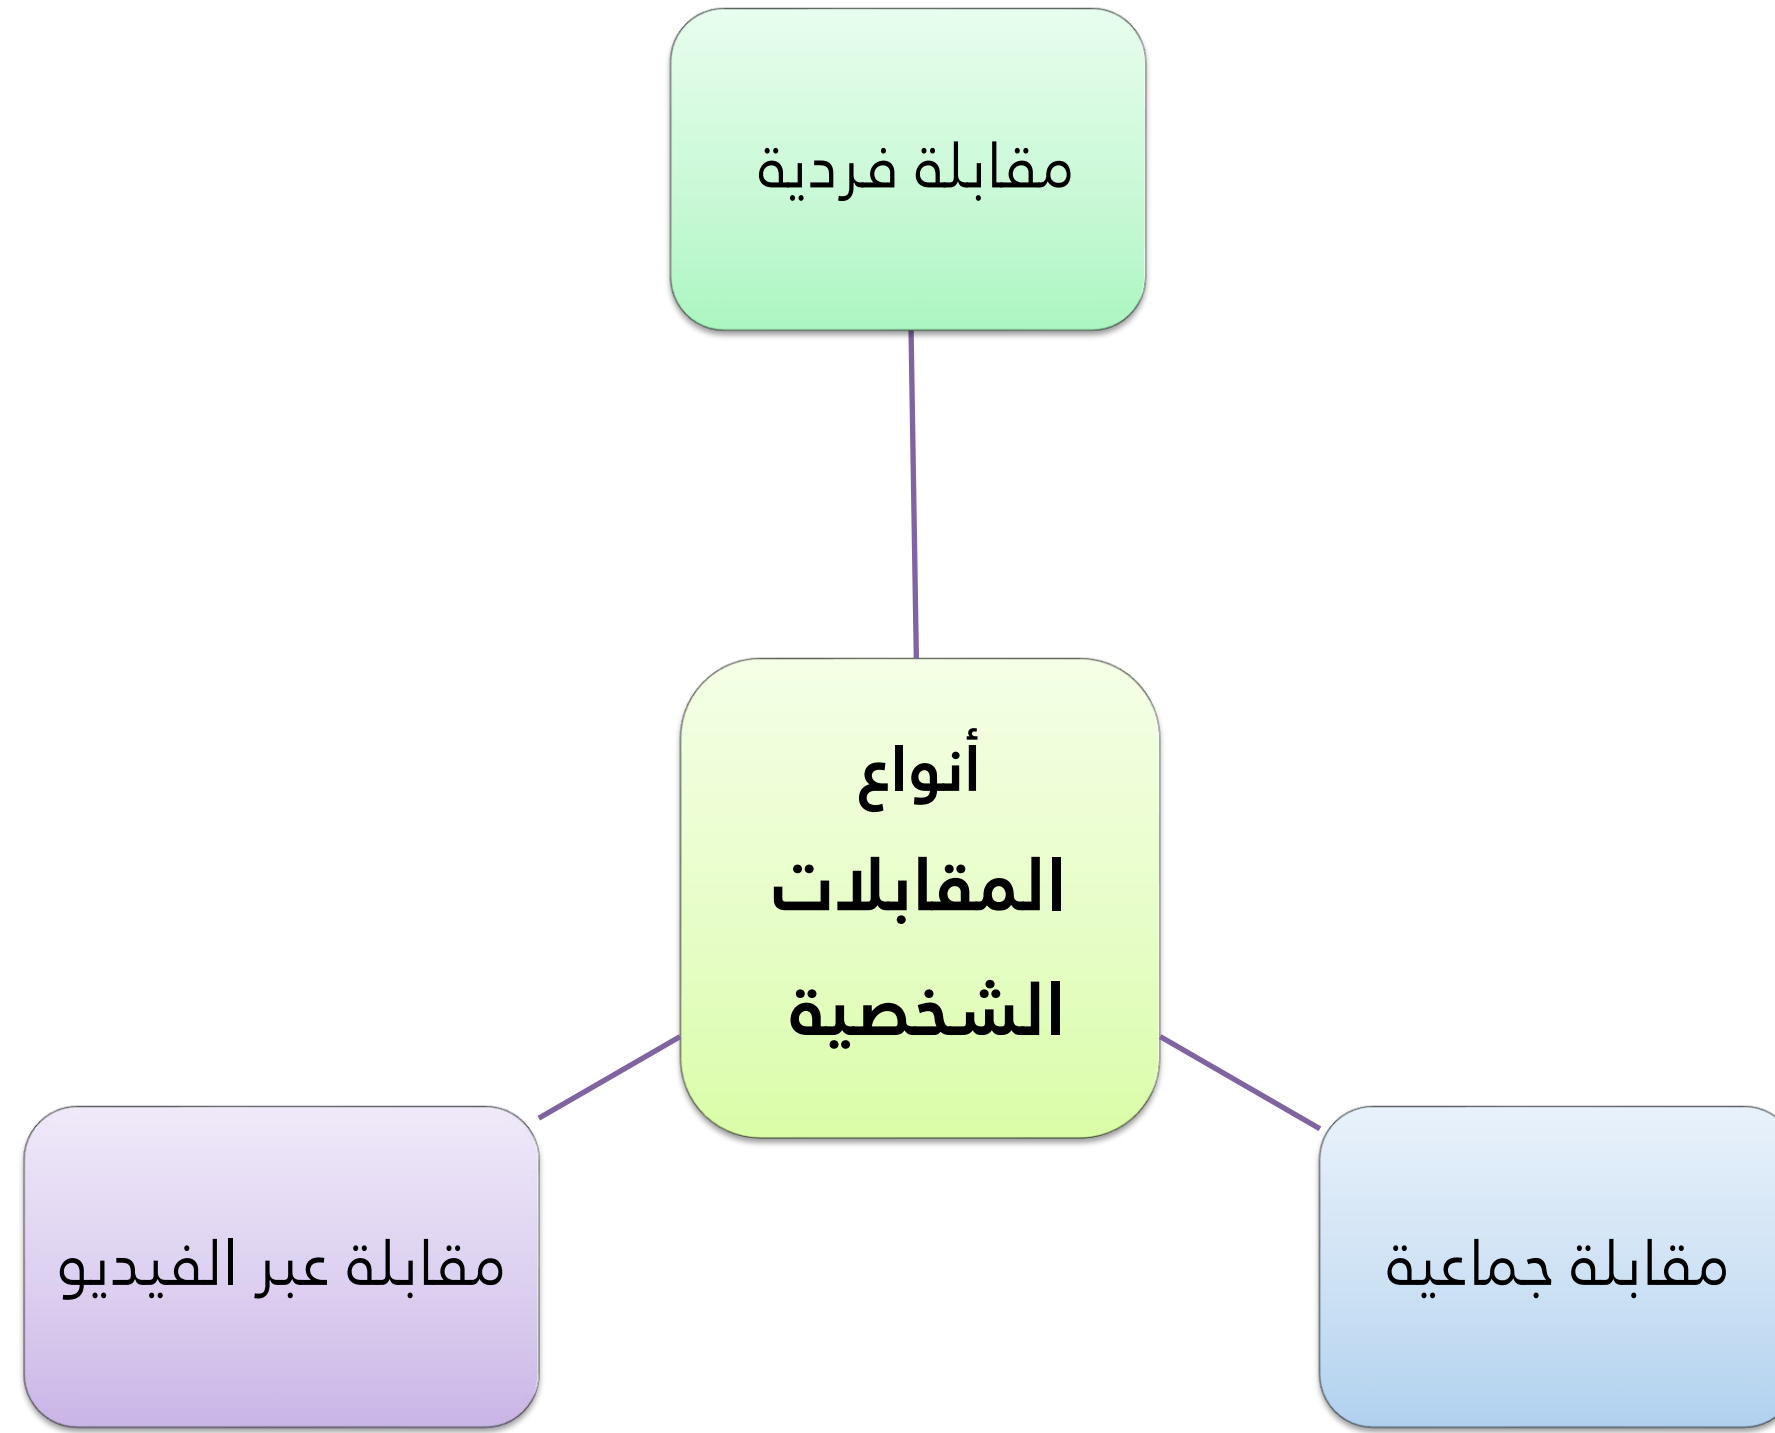 مقابلة فردية
أنواع
المقابلات
الشخصية
مقابلة جماعية
مقابلة عبر الفيديو